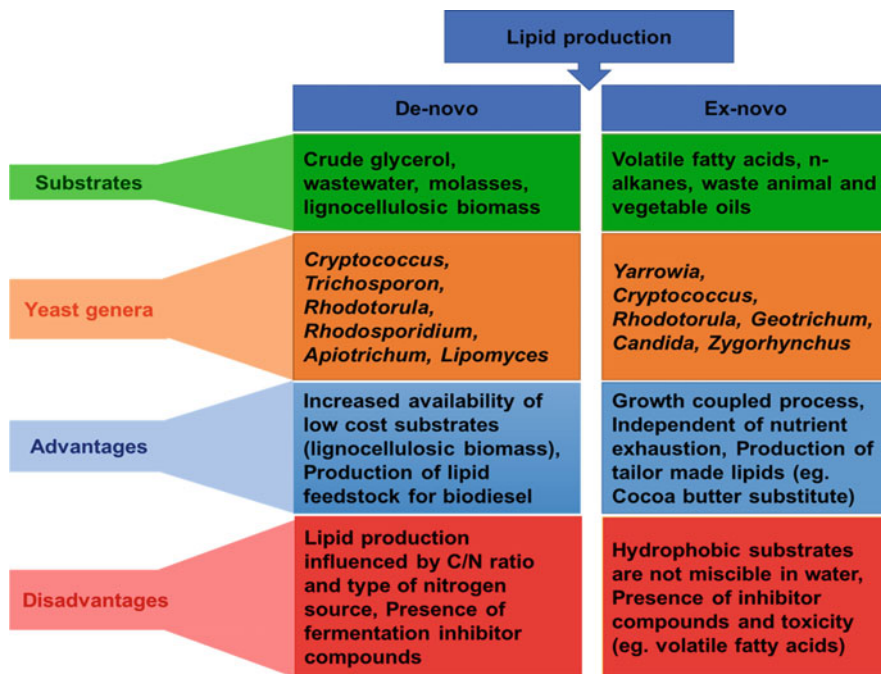 Lipid production
De-novo
Ex-novo
Substrates
Crude glycerol,
wastewater, molasses,
lignocellulosic biomass
Volatile fatty acids, n-
alkanes, waste animal and
vegetable oils
Yeast genera
Cryptococcus,
Trichosporon,
Rhodotorula,
Rhodosporidium,
Apiotrichum, Lipomyces
Yarrowia,
Cryptococcus,
Rhodotorula, Geotrichum,
Candida, Zygorhynchus
Advantages
Increased availability of
low cost substrates
(lignocellulosic biomass),
Production of lipid
feedstock for biodiesel
Growth coupled process,
Independent of nutrient
exhaustion, Production of
tailor made lipids (eg.
Cocoa butter substitute)
Disadvantages
Lipid production
influenced by C/N ratio
and type of nitrogen
source, Presence of
fermentation inhibitor
compounds
Hydrophobic substrates
are not miscible in water,
Presence of inhibitor
compounds and toxicity
(eg. volatile fatty acids)